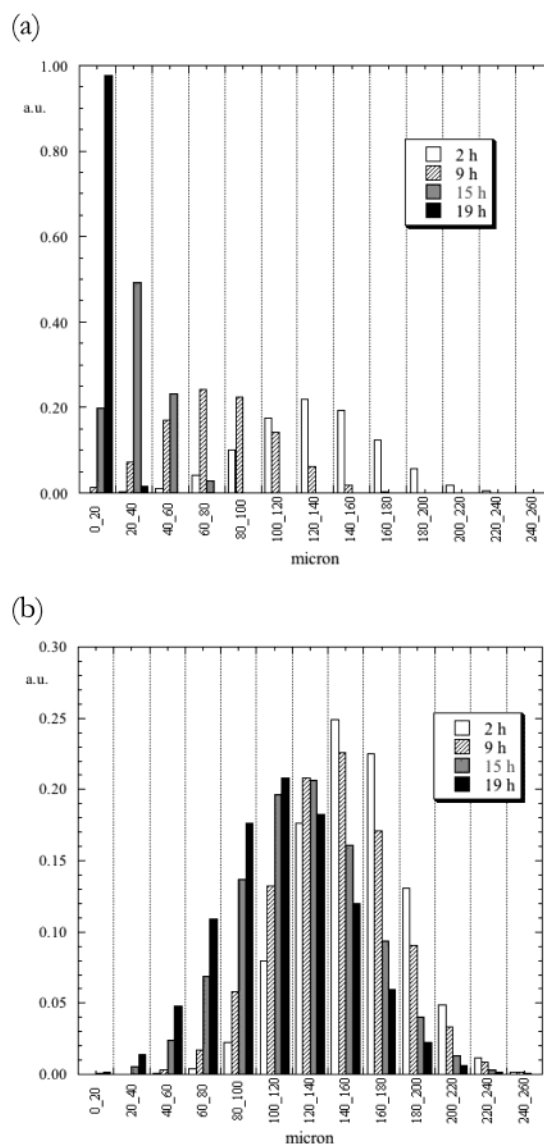 (a)
1.00
a.u.
0.80
0.60
0.40
0.20
0.00
2 h
9 h
15 h
19 h
0_20
20_40
40_60
60_80
80_100
100_120
120_140
140_160
160_180
180_200
200_220
220_240
240_260
micron
(b)
0.30
a.u.
0.25
0.20
0.15
0.10
0.05
0.00
2 h
9 h
15 h
19 h
0_20
20_40
40_60
60_80
80_100
100_120
120_140
140_160
160_180
180_200
200_220
220_240
240_260
micron